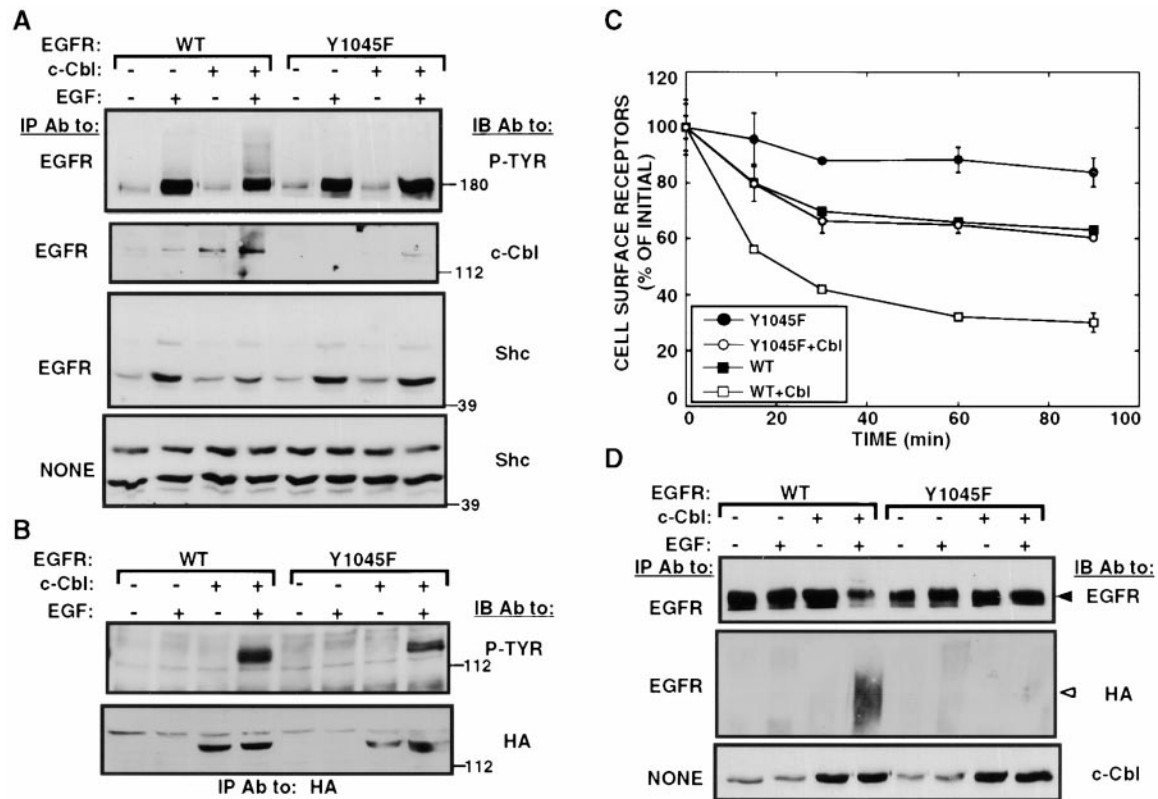 A
EGFR: WT Y1045F
c-Cbl: - - + + - - + +
EGF: - + - + - + - +
IP Ab to: IB Ab to:
EGFR P-TYR
180
EGFR c-Cbl
112
EGFR Shc
39
NONE Shc
39
B
EGFR: WT Y1045F
c-Cbl: - - + + - - + +
EGF: - + - + - + - + IB Ab to:
P-TYR
112
HA
112
IP Ab to: HA
C
CELL SURFACE RECEPTORS
(% OF INITIAL)
120
100
80
60
40
20
0
Y1045F
Y1045F+Cbl
WT
WT+Cbl
0 20 40 60 80 100
TIME (min)
D
EGFR: WT Y1045F
c-Cbl: - - + + - - + +
EGF: - + - + - + - +
IP Ab to: IB Ab to:
EGFR EGFR
EGFR HA
NONE c-Cbl